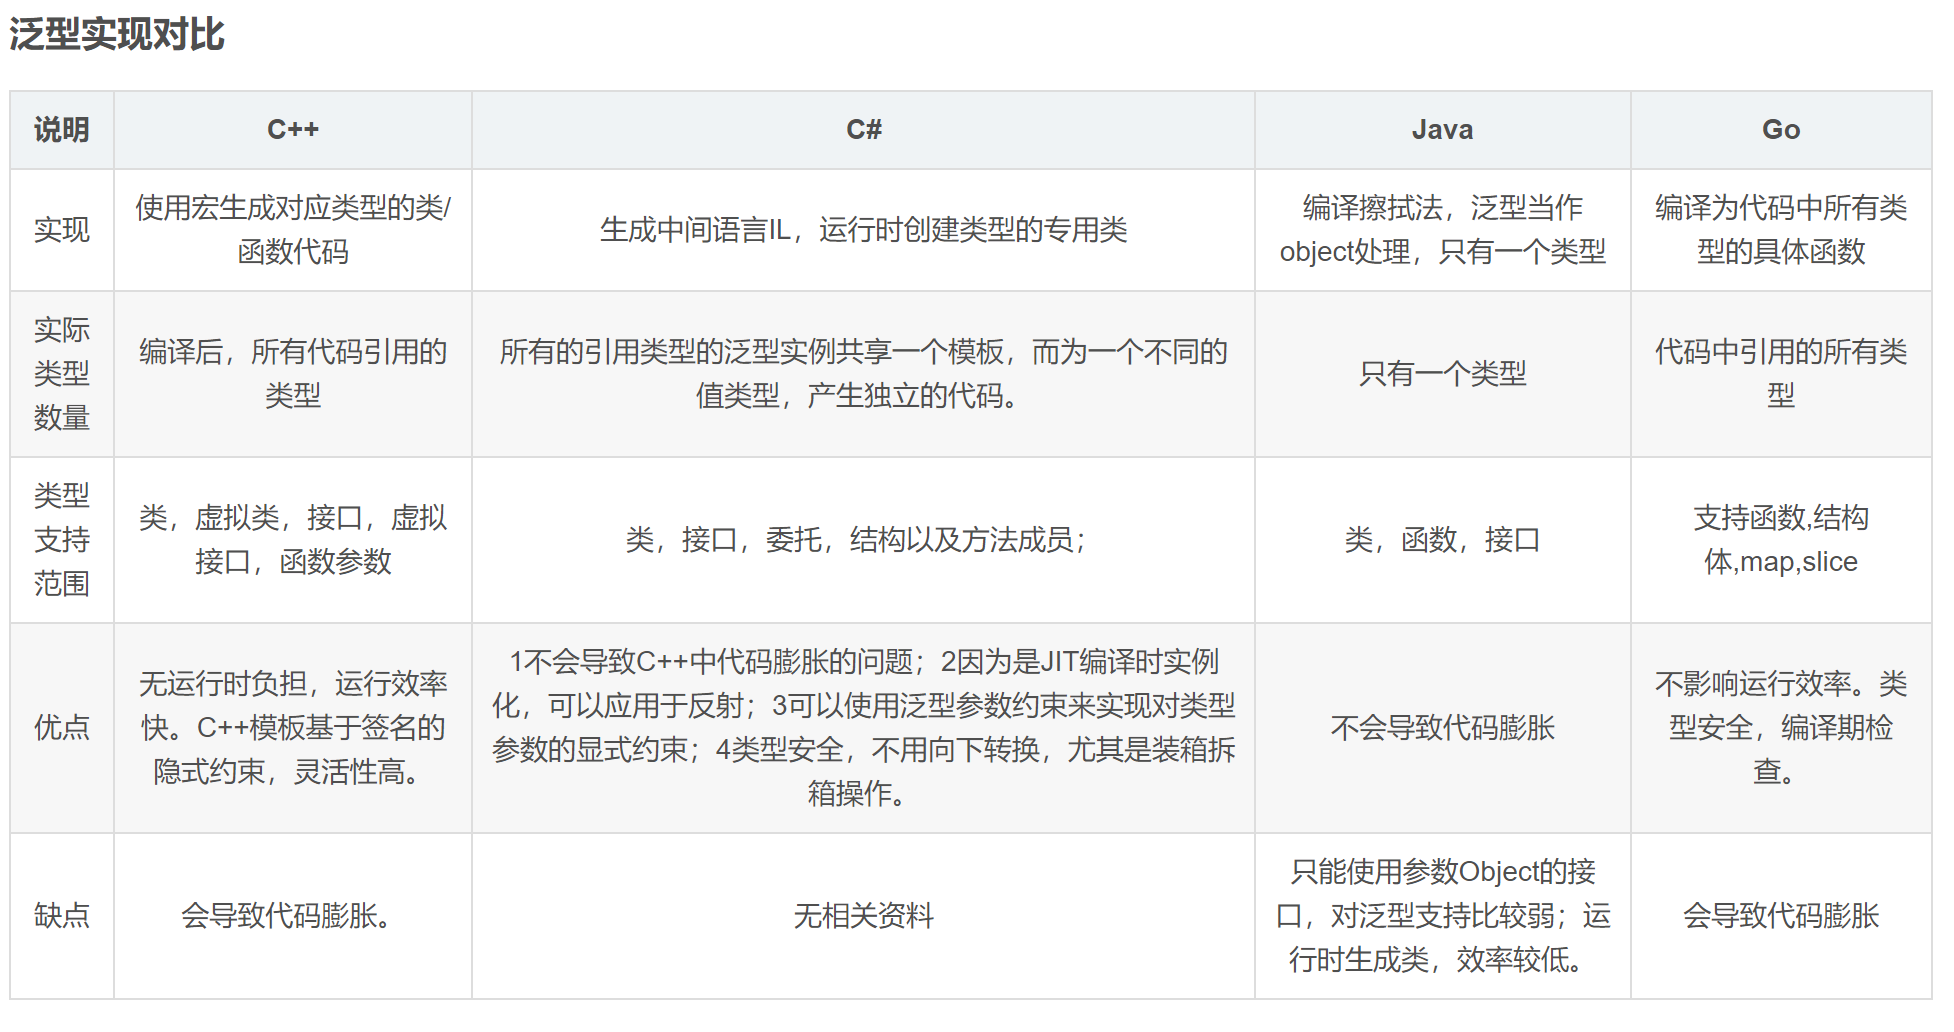 泛型实现对比
说明
C++
C#
Java
Go
实现
使用宏生成对应类型的类/
函数代码
生成中间语言IL，运行时创建类型的专用类
编译擦拭法，泛型当作
object处理，只有一个类型
编译为代码中所有类
型的具体函数
实际
类型
数量
编译后，所有代码引用的
类型
所有的引用类型的泛型实例共享一个模板，而为一个不同的
值类型，产生独立的代码。
只有一个类型
代码中引用的所有类
型
类型
支持
范围
类，虚拟类，接口，虚拟
接口，函数参数
类，接口，委托，结构以及方法成员；
类，函数，接口
支持函数,结构
体,map,slice
优点
无运行时负担，运行效率
快。C++模板基于签名的
隐式约束，灵活性高。
1不会导致C++中代码膨胀的问题；2因为是JIT编译时实例
化，可以应用于反射；3可以使用泛型参数约束来实现对类型
参数的显式约束；4类型安全，不用向下转换，尤其是装箱拆
箱操作。
不会导致代码膨胀
不影响运行效率。类
型安全，编译期检
查。
缺点
会导致代码膨胀。
无相关资料
只能使用参数Object的接
口，对泛型支持比较弱；运
行时生成类，效率较低。
会导致代码膨胀